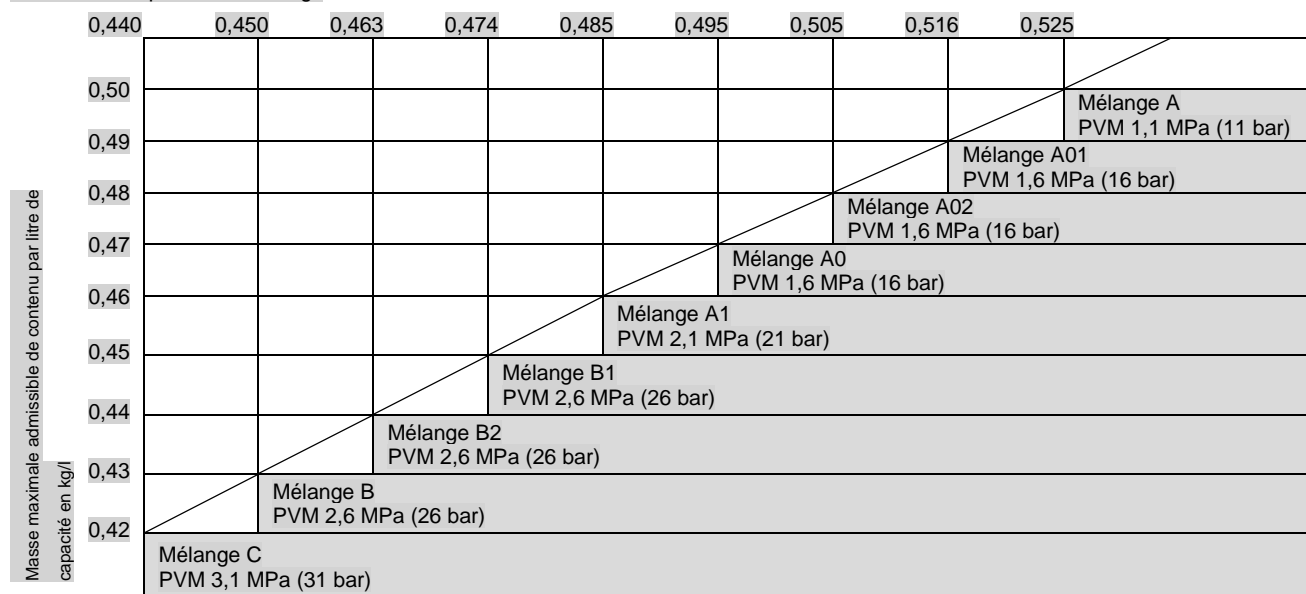 0,440 0,450 0,463 0,474 0,485 0,495 0,505 0,516 0,525
0,50
Mélange A
PVM 1,1 MPa (11 bar)
0,49
Mélange A01
PVM 1,6 MPa (16 bar)
0,48
Mélange A02
PVM 1,6 MPa (16 bar)
0,47
Mélange A0
PVM 1,6 MPa (16 bar)
0,46
Mélange A1
PVM 2,1 MPa (21 bar)
0,45
Mélange B1
PVM 2,6 MPa (26 bar)
0,44
Mélange B2
PVM 2,6 MPa (26 bar)
0,43
Mélange B
PVM 2,6 MPa (26 bar)
0,42
Mélange C
PVM 3,1 MPa (31 bar)
Masse maximale admissible de contenu par litre de
capacité en kg/l